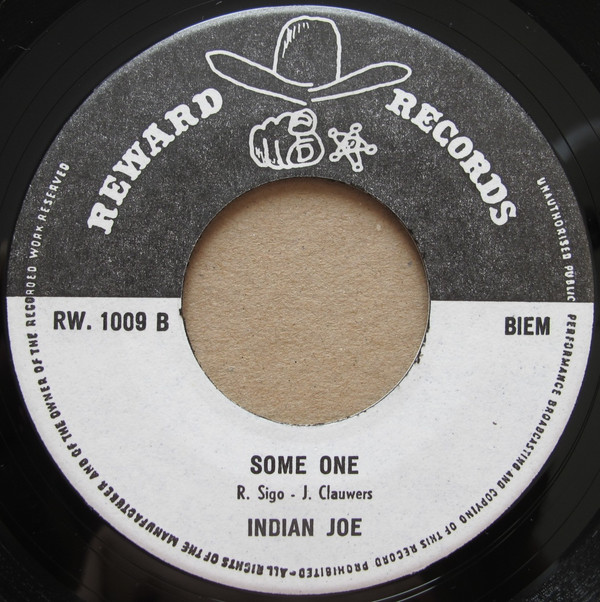 REWARD RECORDS
RW. 1009 B
BIEM
SOME ONE
R. Sigo - J. Clauwers
INDIAN JOE
ALL RIGHTS OF THE MANUFACTURER AND OF THE OWNER OF THE RECORDED WORK RESERVED
UNAUTHORISED PUBLIC PERFORMANCE BROADCASTING AND COPYING OF THIS RECORD PROHIBITED-